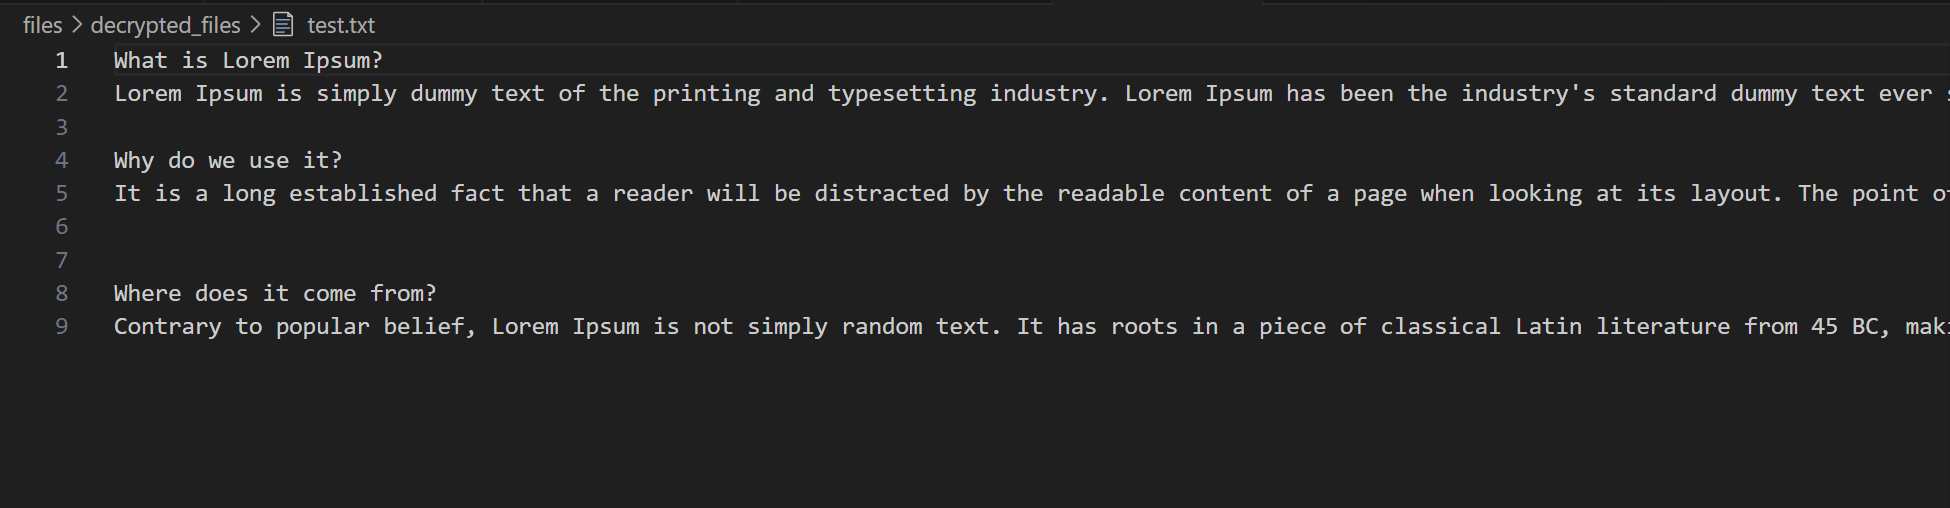 files > decrypted_files > test.txt
1 What is Lorem Ipsum?
2 Lorem Ipsum is simply dummy text of the printing and typesetting industry. Lorem Ipsum has been the industry's standard dummy text ever
3
4 Why do we use it?
5 It is a long established fact that a reader will be distracted by the readable content of a page when looking at its layout. The point
6
7
8 Where does it come from?
9 Contrary to popular belief, Lorem Ipsum is not simply random text. It has roots in a piece of classical Latin literature from 45 BC,